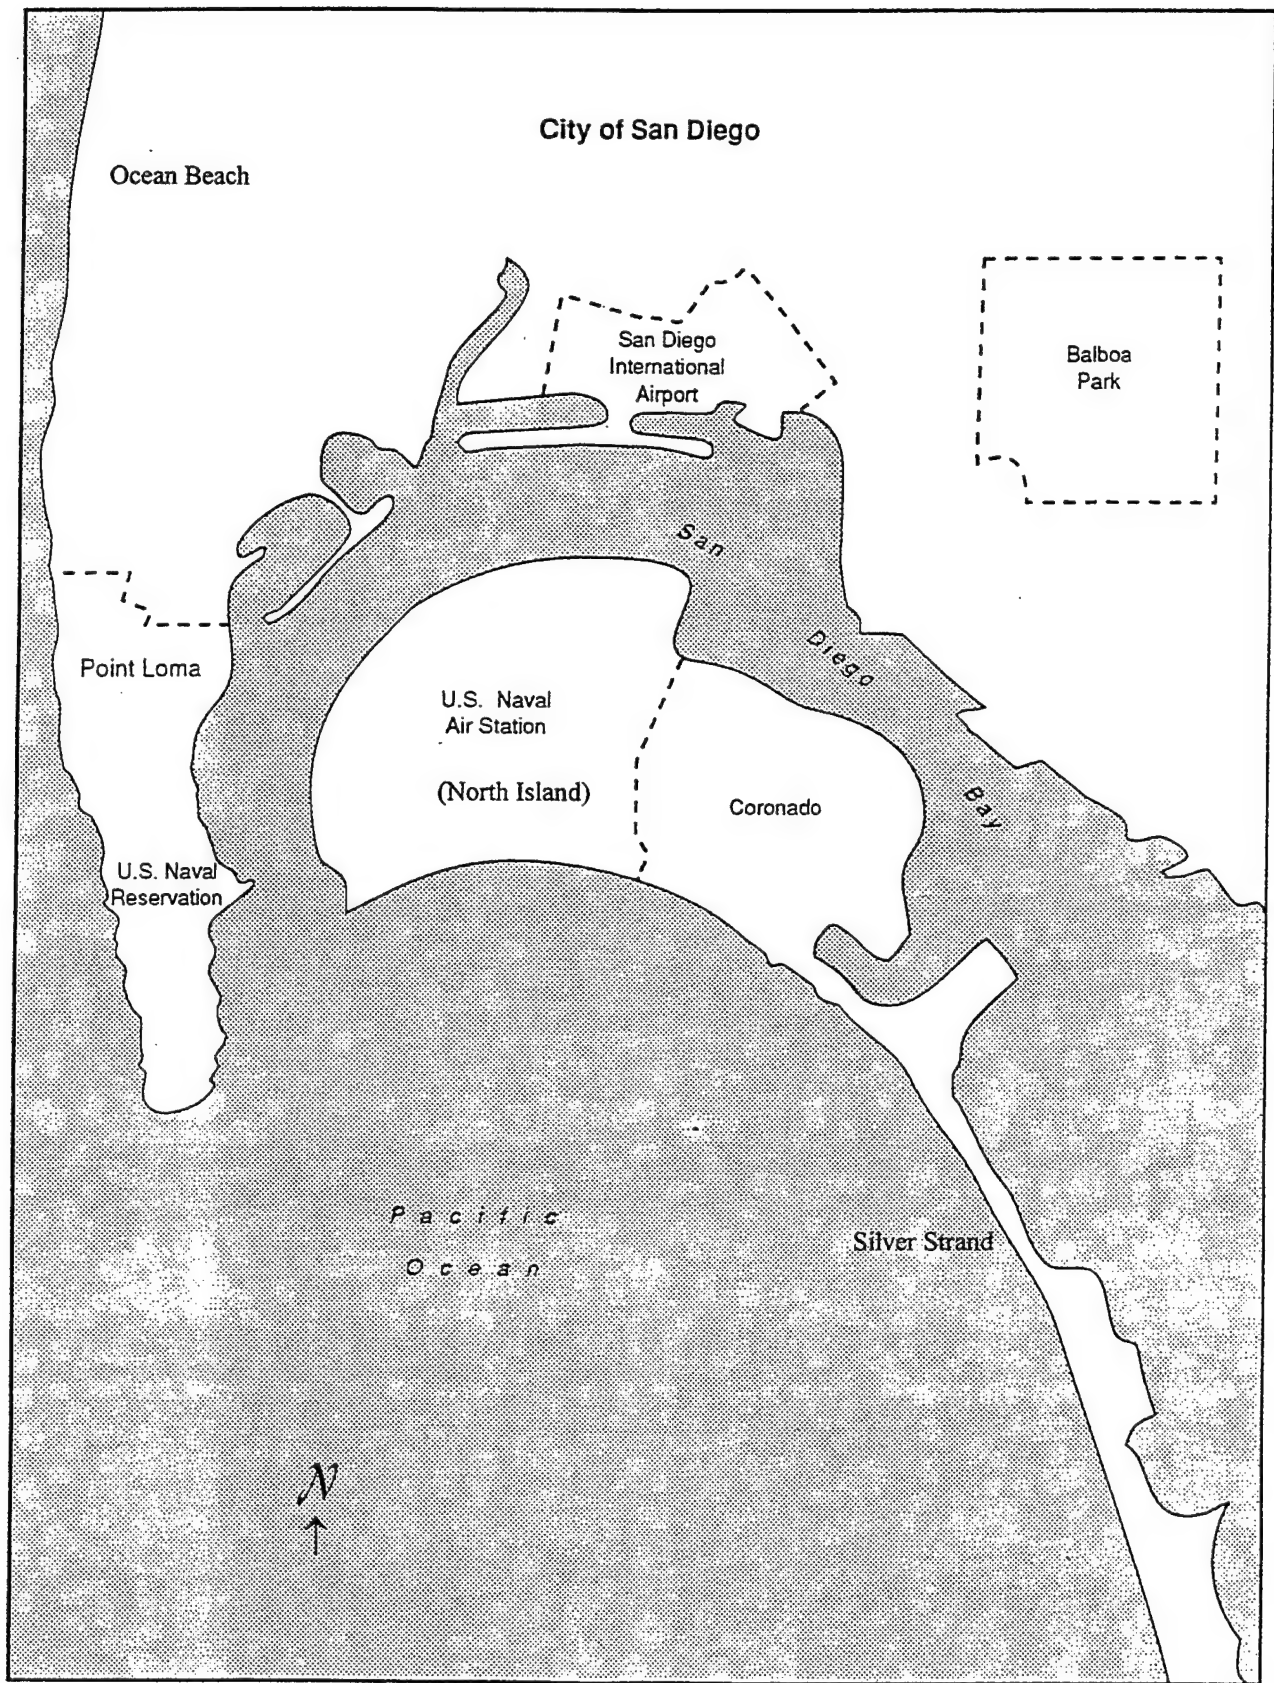 City of San Diego
Ocean Beach
San Diego
International
Airport
Balboa
Park
San
Diego
Bay
Point Loma
U.S. Naval
Air Station
(North Island)
Coronado
U.S. Naval
Reservation
Pacific
Ocean
Silver Strand
N